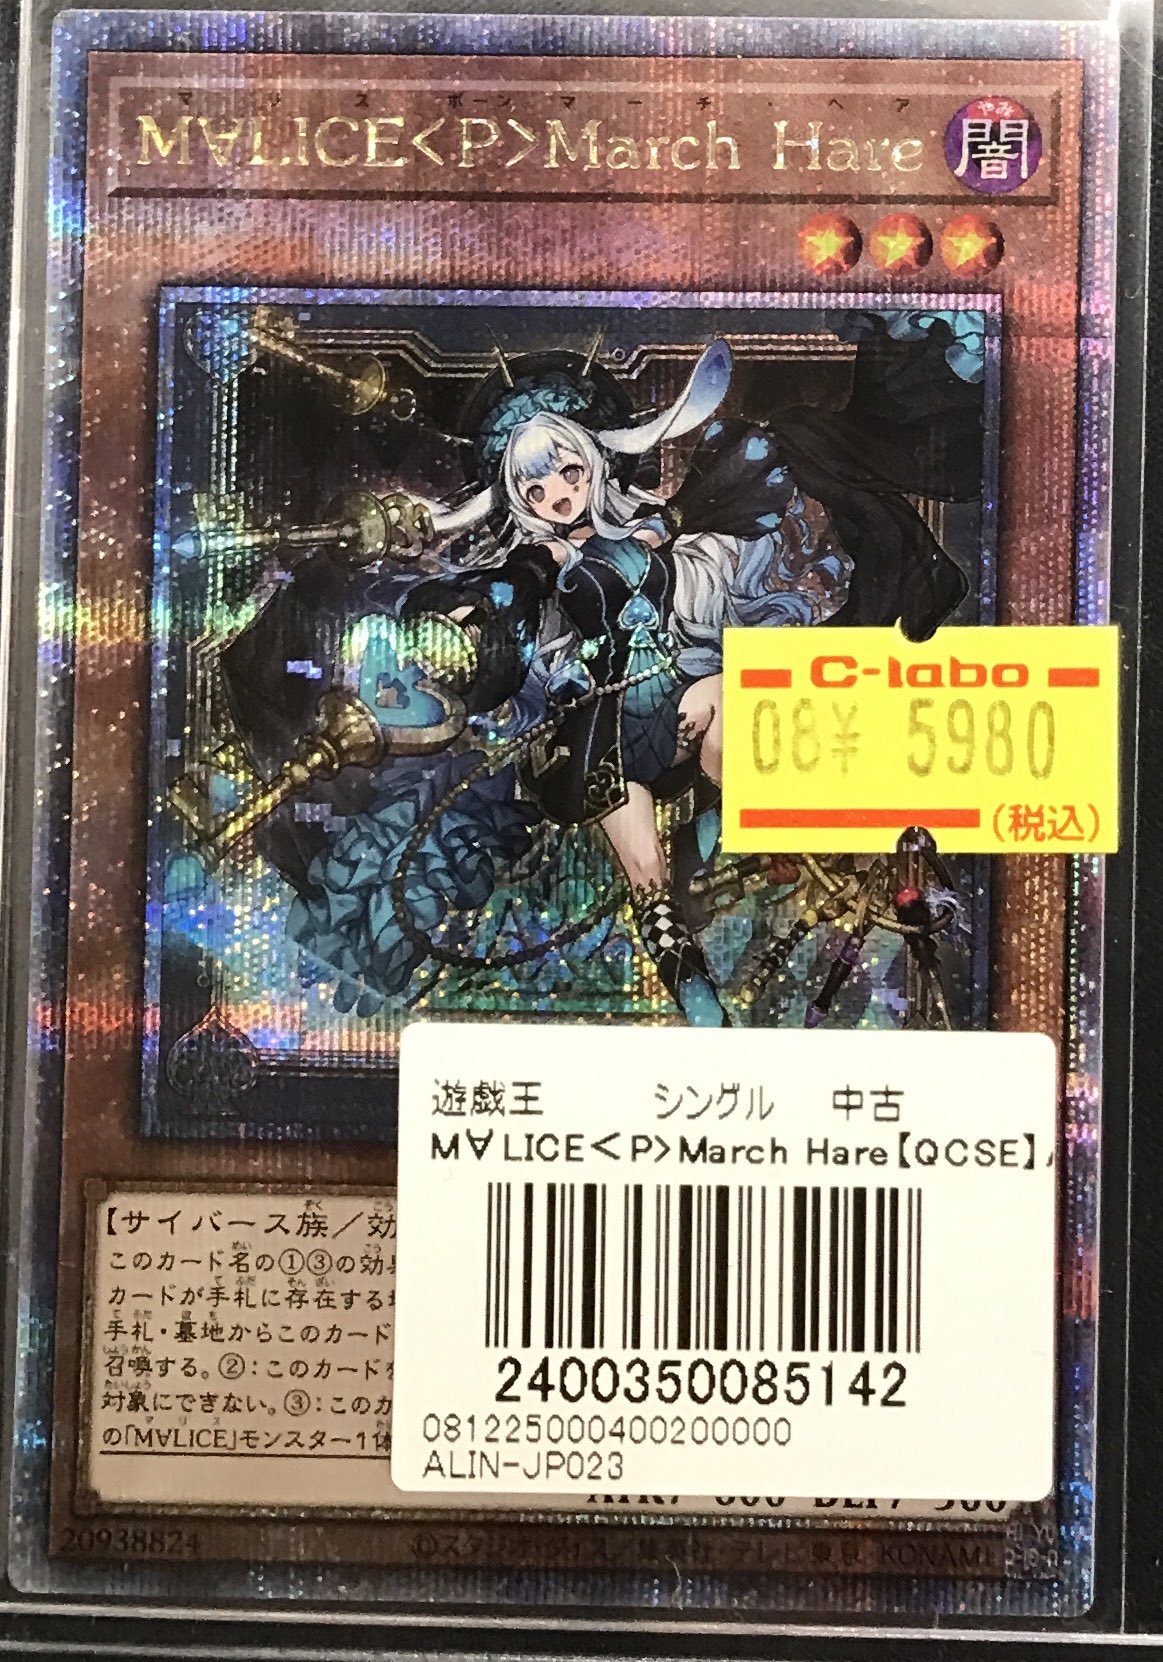 マリスポーンマーチ・ヘア
M∀LICE<P>March Hare
やみ
闇
C-labo
08¥ 5980
(税込)
遊戯王 シングル 中古
M∀LICE<P>March Hare【QCSE】
2400350085142
081225000400200000
ALIN-JP023
【サイバース族／効
このカード名の①③の効
カードが手札に存在する
手札・墓地からこのカード
召喚する。②：このカード
対象にできない。③：このカ
の「M∀LICE」モンスター1体
20938824